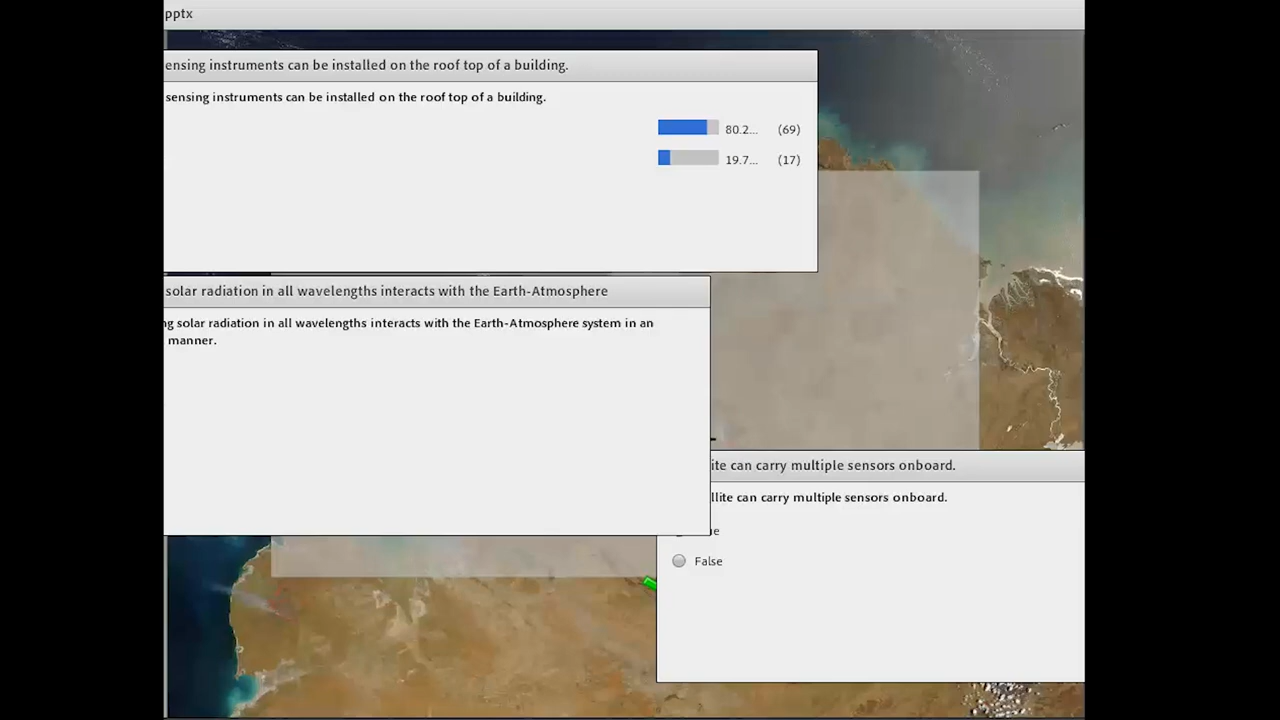 pptx
ensing instruments can be installed on the roof top of a building.
sensing instruments can be installed on the roof top of a building.
80.2... (69)
19.7... (17)
solar radiation in all wavelengths interacts with the Earth-Atmosphere
ng solar radiation in all wavelengths interacts with the Earth-Atmosphere system in an
manner.
ite can carry multiple sensors onboard.
llite can carry multiple sensors onboard.
ue
False